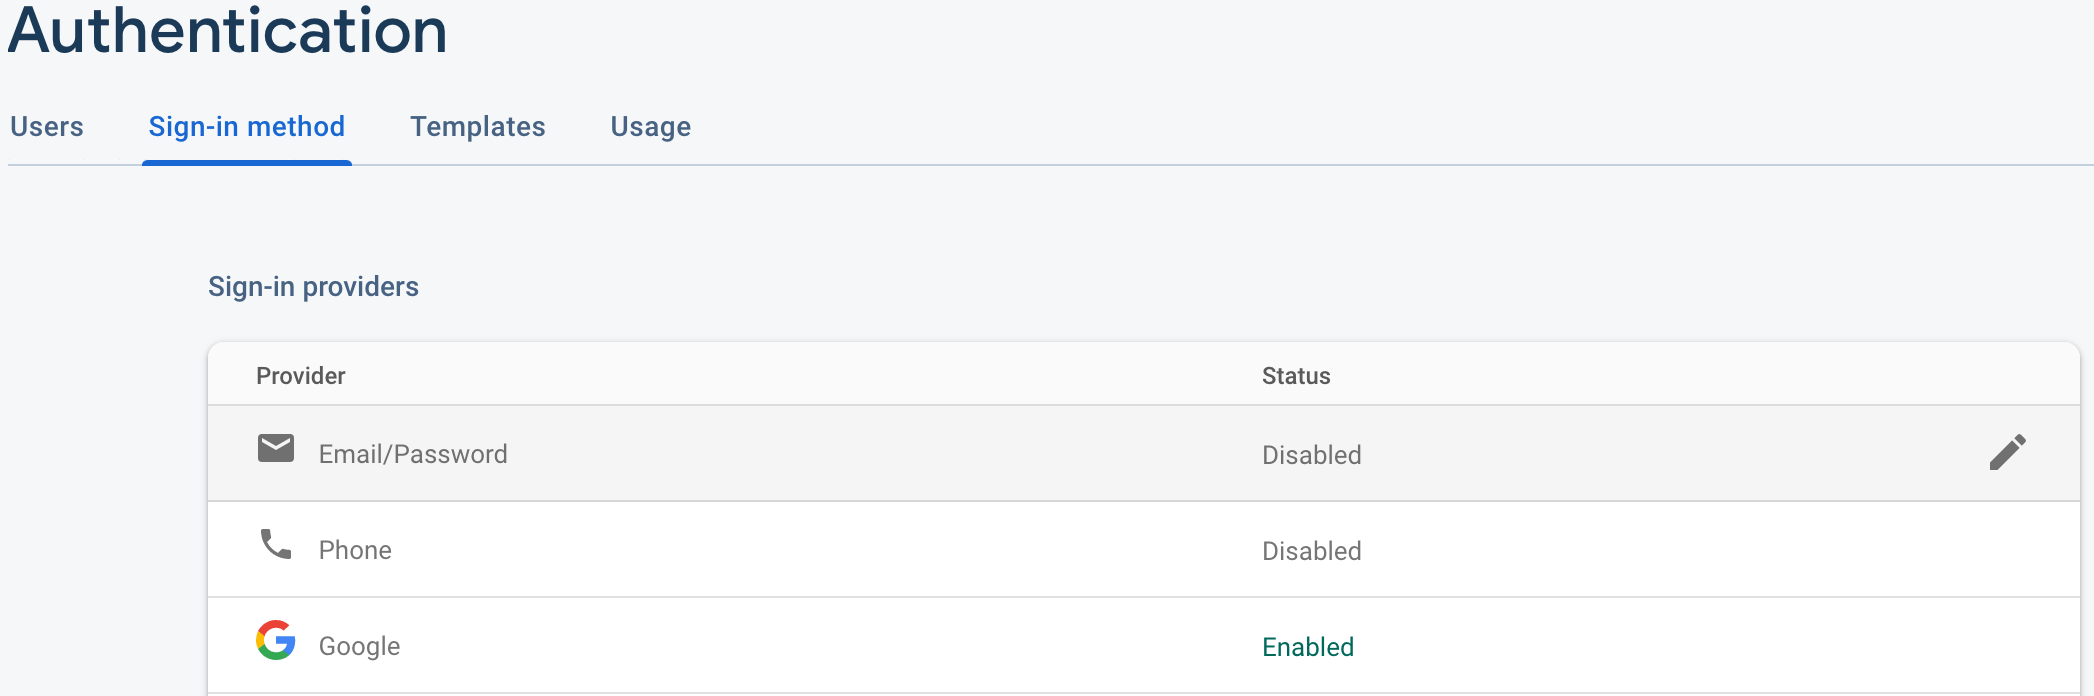 Authentication
Users Sign-in method Templates Usage
Sign-in providers
Provider Status
Email/Password Disabled
Phone Disabled
Google Enabled